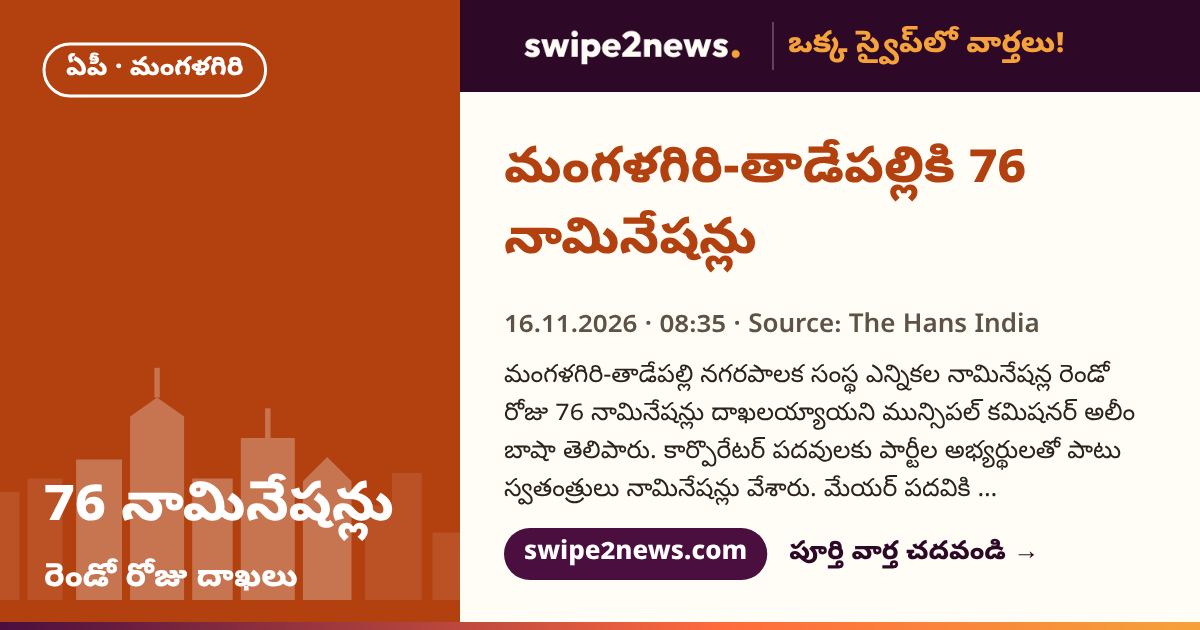 ఏపీ · మంగళగిరి
76 నామినేషన్లు
రెండో రోజు దాఖలు
swipe2news.
ఒక్క స్వైప్‌లో వార్తలు!
మంగళగిరి-తాడేపల్లికి 76
నామినేషన్లు
16.11.2026 · 08:35 · Source: The Hans India
మంగళగిరి-తాడేపల్లి నగరపాలక సంస్థ ఎన్నికల నామినేషన్ల రెండో
రోజు 76 నామినేషన్లు దాఖలయ్యాయని మున్సిపల్ కమిషనర్ అలీం
బాషా తెలిపారు. కార్పొరేటర్ పదవులకు పార్టీల అభ్యర్థులతో పాటు
స్వతంత్రులు నామినేషన్లు వేశారు. మేయర్ పదవికి ...
swipe2news.com
పూర్తి వార్త చదవండి →